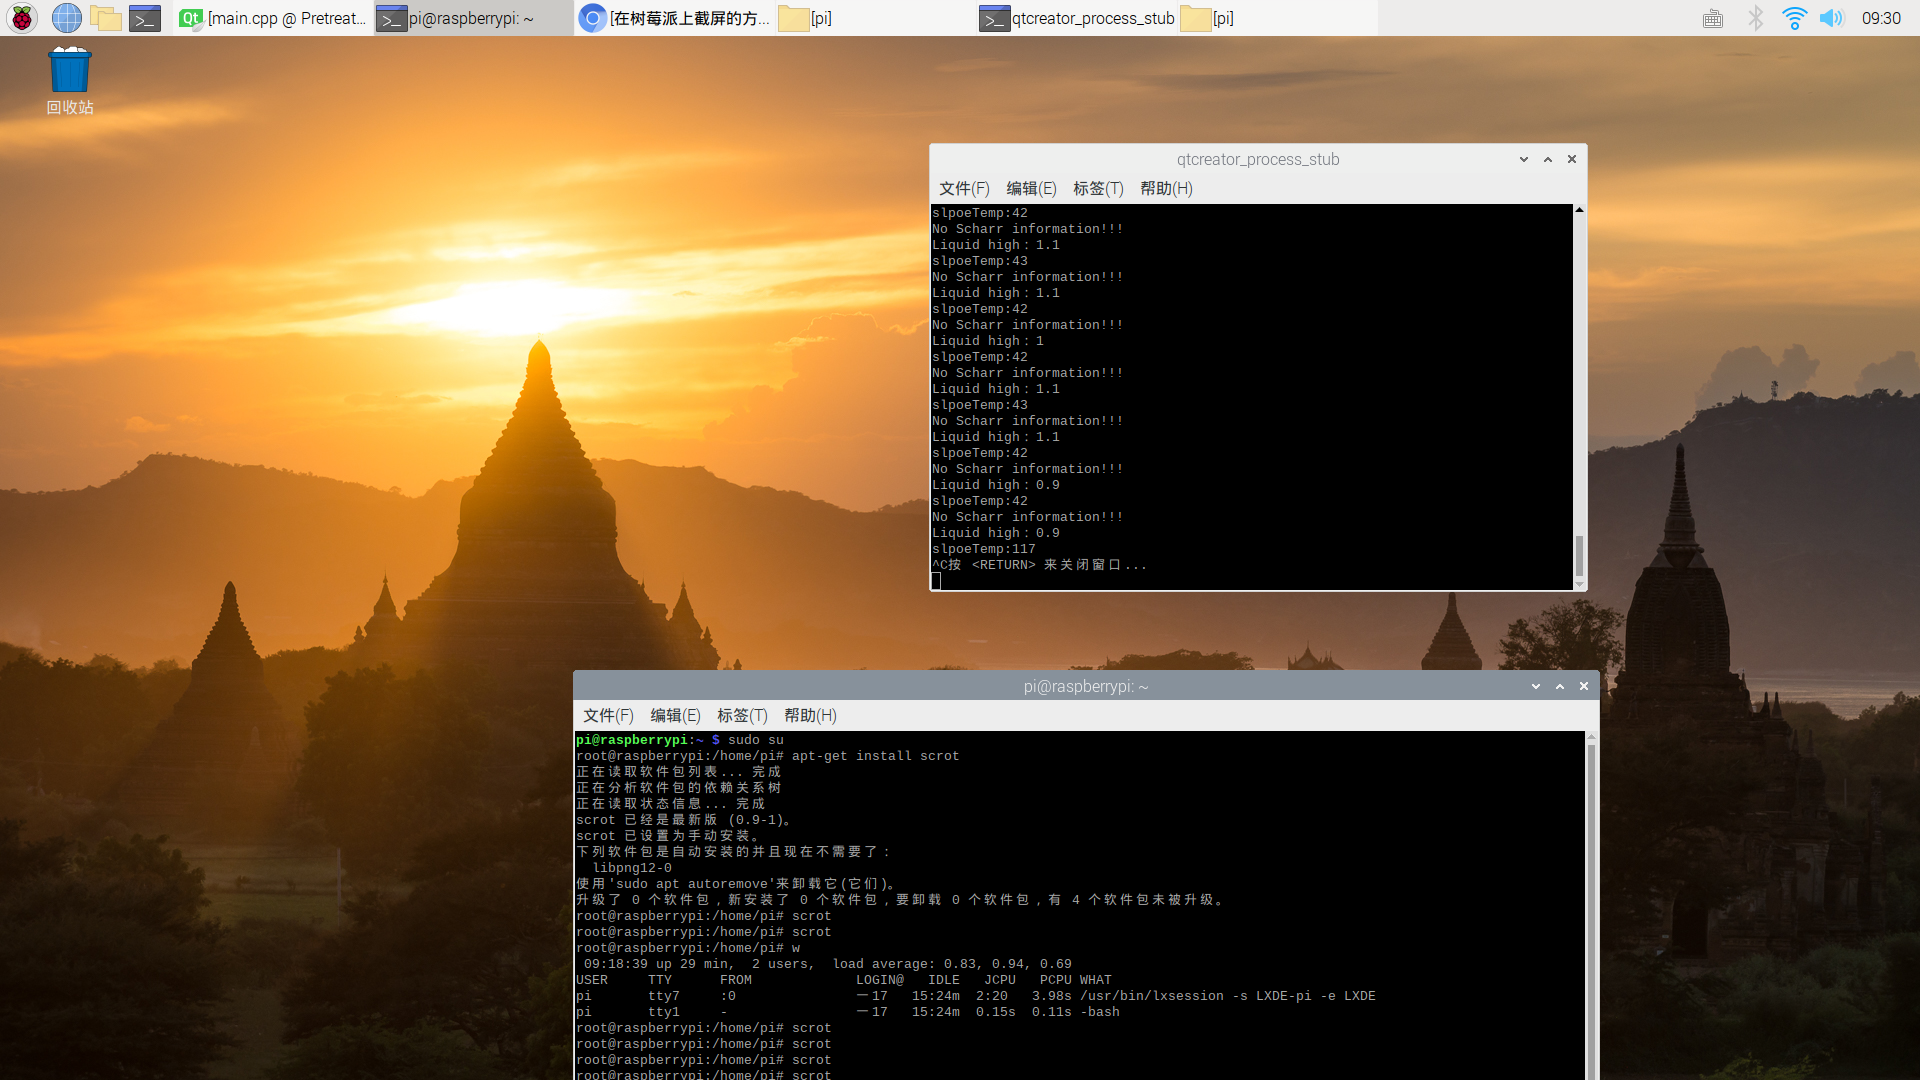 [main.cpp @ Pretreat...
pi@raspberrypi: ~
[在树莓派上截屏的方...
[pi]
qtcreator_process_stub
[pi]
09:30
回收站
qtcreator_process_stub
文件(F) 编辑(E) 标签(T) 帮助(H)
slpoeTemp:42
No Scharr information!!!
Liquid high：1.1
slpoeTemp:43
No Scharr information!!!
Liquid high：1.1
slpoeTemp:42
No Scharr information!!!
Liquid high：1
slpoeTemp:42
No Scharr information!!!
Liquid high：1.1
slpoeTemp:43
No Scharr information!!!
Liquid high：1.1
slpoeTemp:42
No Scharr information!!!
Liquid high：0.9
slpoeTemp:42
No Scharr information!!!
Liquid high：0.9
slpoeTemp:117
^C按 <RETURN> 来关闭窗口...
pi@raspberrypi: ~
文件(F) 编辑(E) 标签(T) 帮助(H)
pi@raspberrypi:~ $ sudo su
root@raspberrypi:/home/pi# apt-get install scrot
正在读取软件包列表... 完成
正在分析软件包的依赖关系树
正在读取状态信息... 完成
scrot 已经是最新版 (0.9-1)。
scrot 已设置为手动安装。
下列软件包是自动安装的并且现在不需要了：
libpng12-0
使用'sudo apt autoremove'来卸载它(它们)。
升级了 0 个软件包，新安装了 0 个软件包，要卸载 0 个软件包，有 4 个软件包未被升级。
root@raspberrypi:/home/pi# scrot
root@raspberrypi:/home/pi# scrot
root@raspberrypi:/home/pi# w
09:18:39 up 29 min,  2 users,  load average: 0.83, 0.94, 0.69
USER     TTY      FROM             LOGIN@   IDLE   JCPU   PCPU WHAT
pi       tty7     :0               一17   15:24m  2:20   3.98s /usr/bin/lxsession -s LXDE-pi -e LXDE
pi       tty1     -                一17   15:24m  0.15s  0.11s -bash
root@raspberrypi:/home/pi# scrot
root@raspberrypi:/home/pi# scrot
root@raspberrypi:/home/pi# scrot
root@raspberrypi:/home/pi# scrot